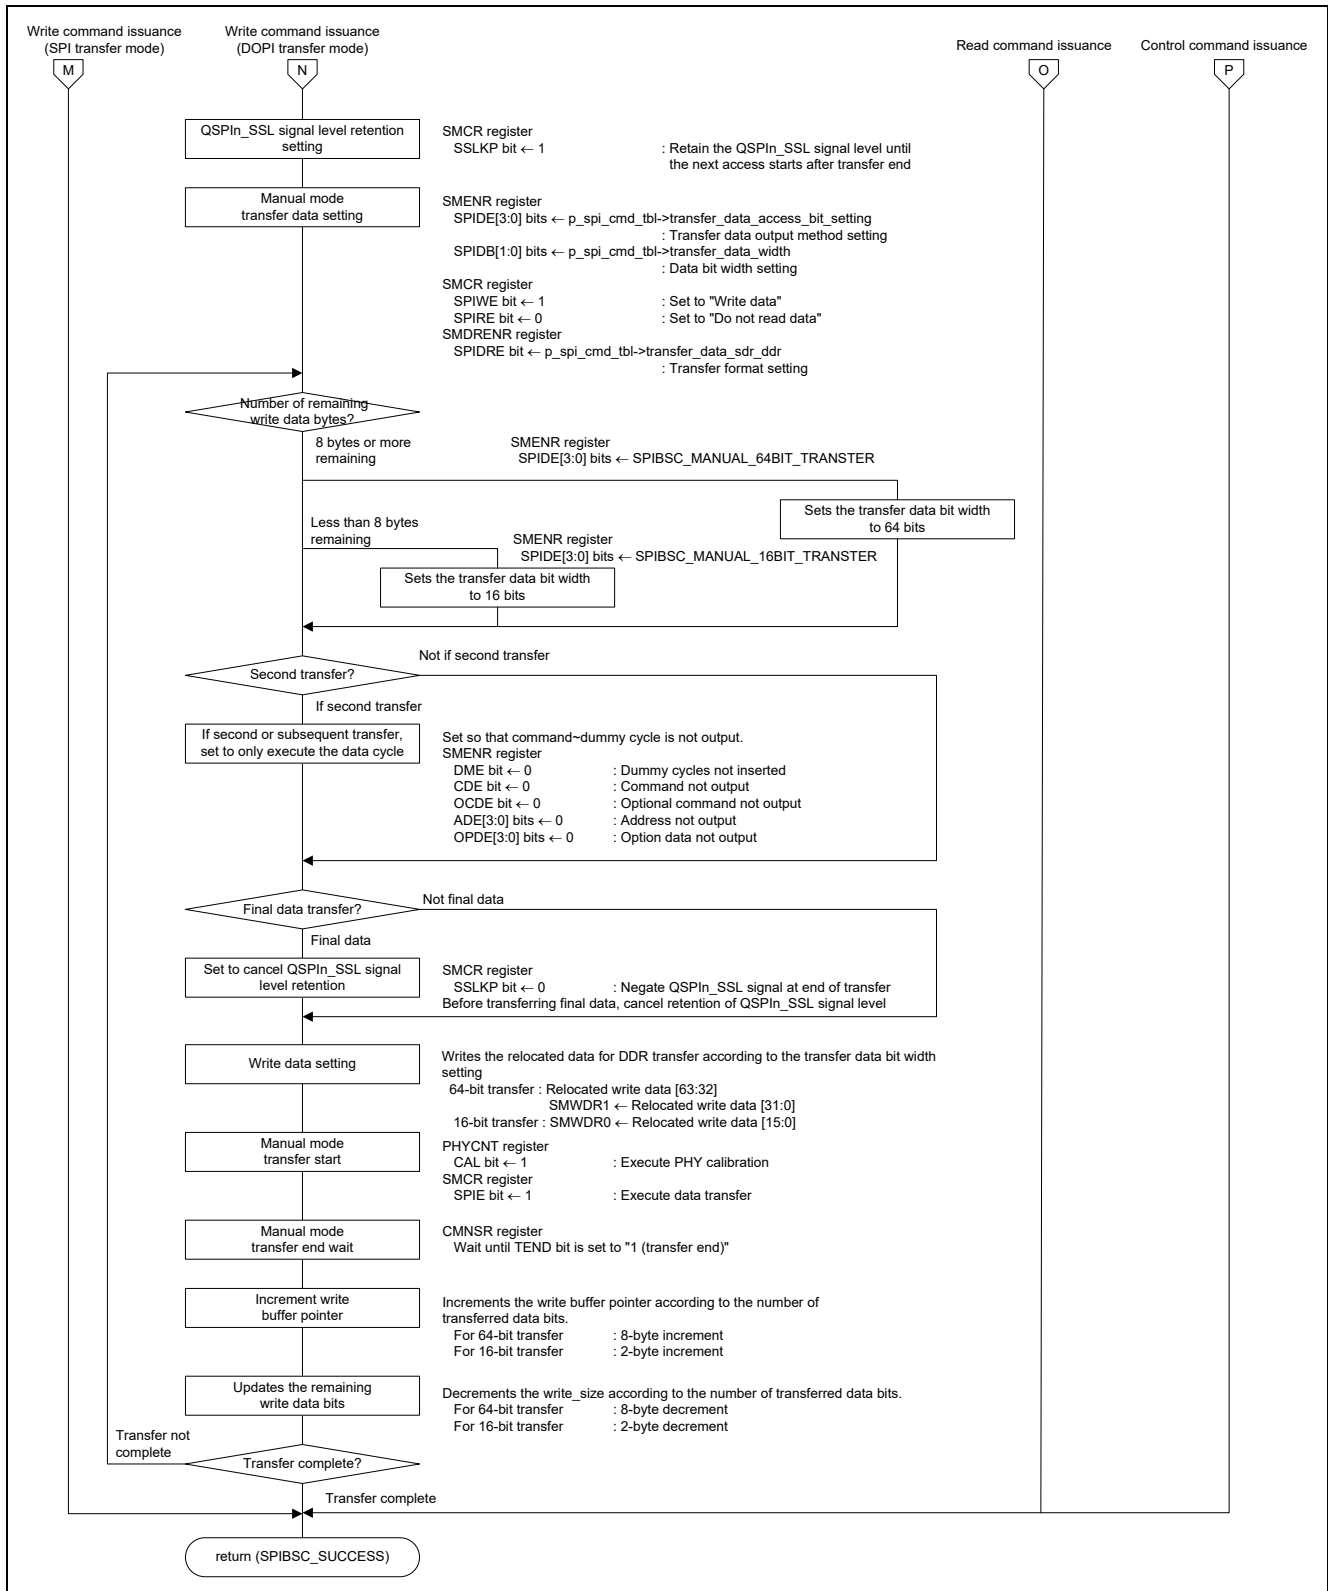 Write command issuance
(SPI transfer mode)
M
Write command issuance
(DOPI transfer mode)
N
Read command issuance
O
Control command issuance
P
QSPIn_SSL signal level retention
setting
SMCR register
SSLKP bit ← 1 : Retain the QSPIn_SSL signal level until
the next access starts after transfer end
Manual mode
transfer data setting
SMENR register
SPIDE[3:0] bits ← p_spi_cmd_tbl->transfer_data_access_bit_setting
: Transfer data output method setting
SPIDB[1:0] bits ← p_spi_cmd_tbl->transfer_data_width
: Data bit width setting
SMCR register
SPIWE bit ← 1 : Set to "Write data"
SPIRE bit ← 0 : Set to "Do not read data"
SMDRENR register
SPIDRE bit ← p_spi_cmd_tbl->transfer_data_sdr_ddr
: Transfer format setting
Number of remaining
write data bytes?
8 bytes or more
remaining
SMENR register
SPIDE[3:0] bits ← SPIBSC_MANUAL_64BIT_TRANSTER
Sets the transfer data bit width
to 64 bits
Less than 8 bytes
remaining
SMENR register
SPIDE[3:0] bits ← SPIBSC_MANUAL_16BIT_TRANSTER
Sets the transfer data bit width
to 16 bits
Not if second transfer
Second transfer?
If second transfer
If second or subsequent transfer,
set to only execute the data cycle
Set so that command~dummy cycle is not output.
SMENR register
DME bit ← 0 : Dummy cycles not inserted
CDE bit ← 0 : Command not output
OCDE bit ← 0 : Optional command not output
ADE[3:0] bits ← 0 : Address not output
OPDE[3:0] bits ← 0 : Option data not output
Not final data
Final data transfer?
Final data
Set to cancel QSPIn_SSL signal
level retention
SMCR register
SSLKP bit ← 0 : Negate QSPIn_SSL signal at end of transfer
Before transferring final data, cancel retention of QSPIn_SSL signal level
Write data setting
Writes the relocated data for DDR transfer according to the transfer data bit width
setting
64-bit transfer : Relocated write data [63:32]
SMWDR1 ← Relocated write data [31:0]
16-bit transfer : SMWDR0 ← Relocated write data [15:0]
Manual mode
transfer start
PHYCNT register
CAL bit ← 1 : Execute PHY calibration
SMCR register
SPIE bit ← 1 : Execute data transfer
Manual mode
transfer end wait
CMNSR register
Wait until TEND bit is set to "1 (transfer end)"
Increment write
buffer pointer
Increments the write buffer pointer according to the number of
transferred data bits.
For 64-bit transfer : 8-byte increment
For 16-bit transfer : 2-byte increment
Updates the remaining
write data bits
Decrements the write_size according to the number of transferred data bits.
For 64-bit transfer : 8-byte decrement
For 16-bit transfer : 2-byte decrement
Transfer not
complete
Transfer complete?
Transfer complete
return (SPIBSC_SUCCESS)